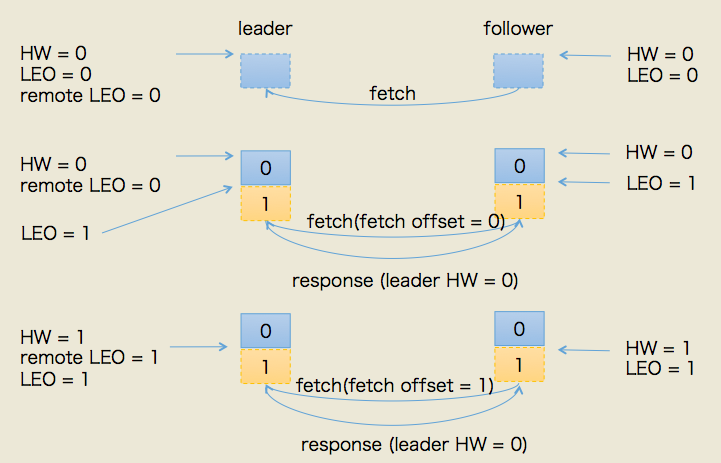 leader
follower
HW = 0
LEO = 0
remote LEO = 0
HW = 0
LEO = 0
fetch
HW = 0
remote LEO = 0
LEO = 1
0
1
0
1
HW = 0
LEO = 1
fetch(fetch offset = 0)
response (leader HW = 0)
HW = 1
remote LEO = 1
LEO = 1
0
1
0
1
HW = 1
LEO = 1
fetch(fetch offset = 1)
response (leader HW = 0)